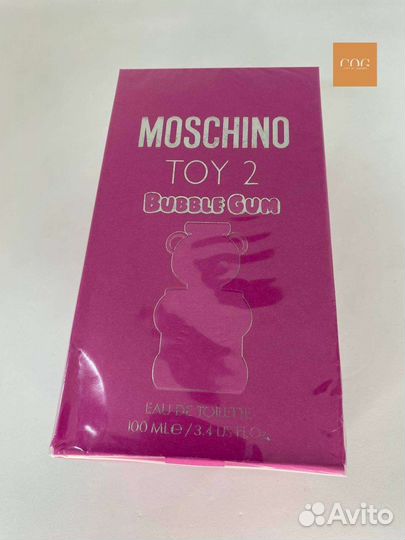 MOSCHINO
TOY 2
BUBBLE GUM
EAU DE TOILETTE
100 ML℮ / 3.4 US FL.Oz.
Avito